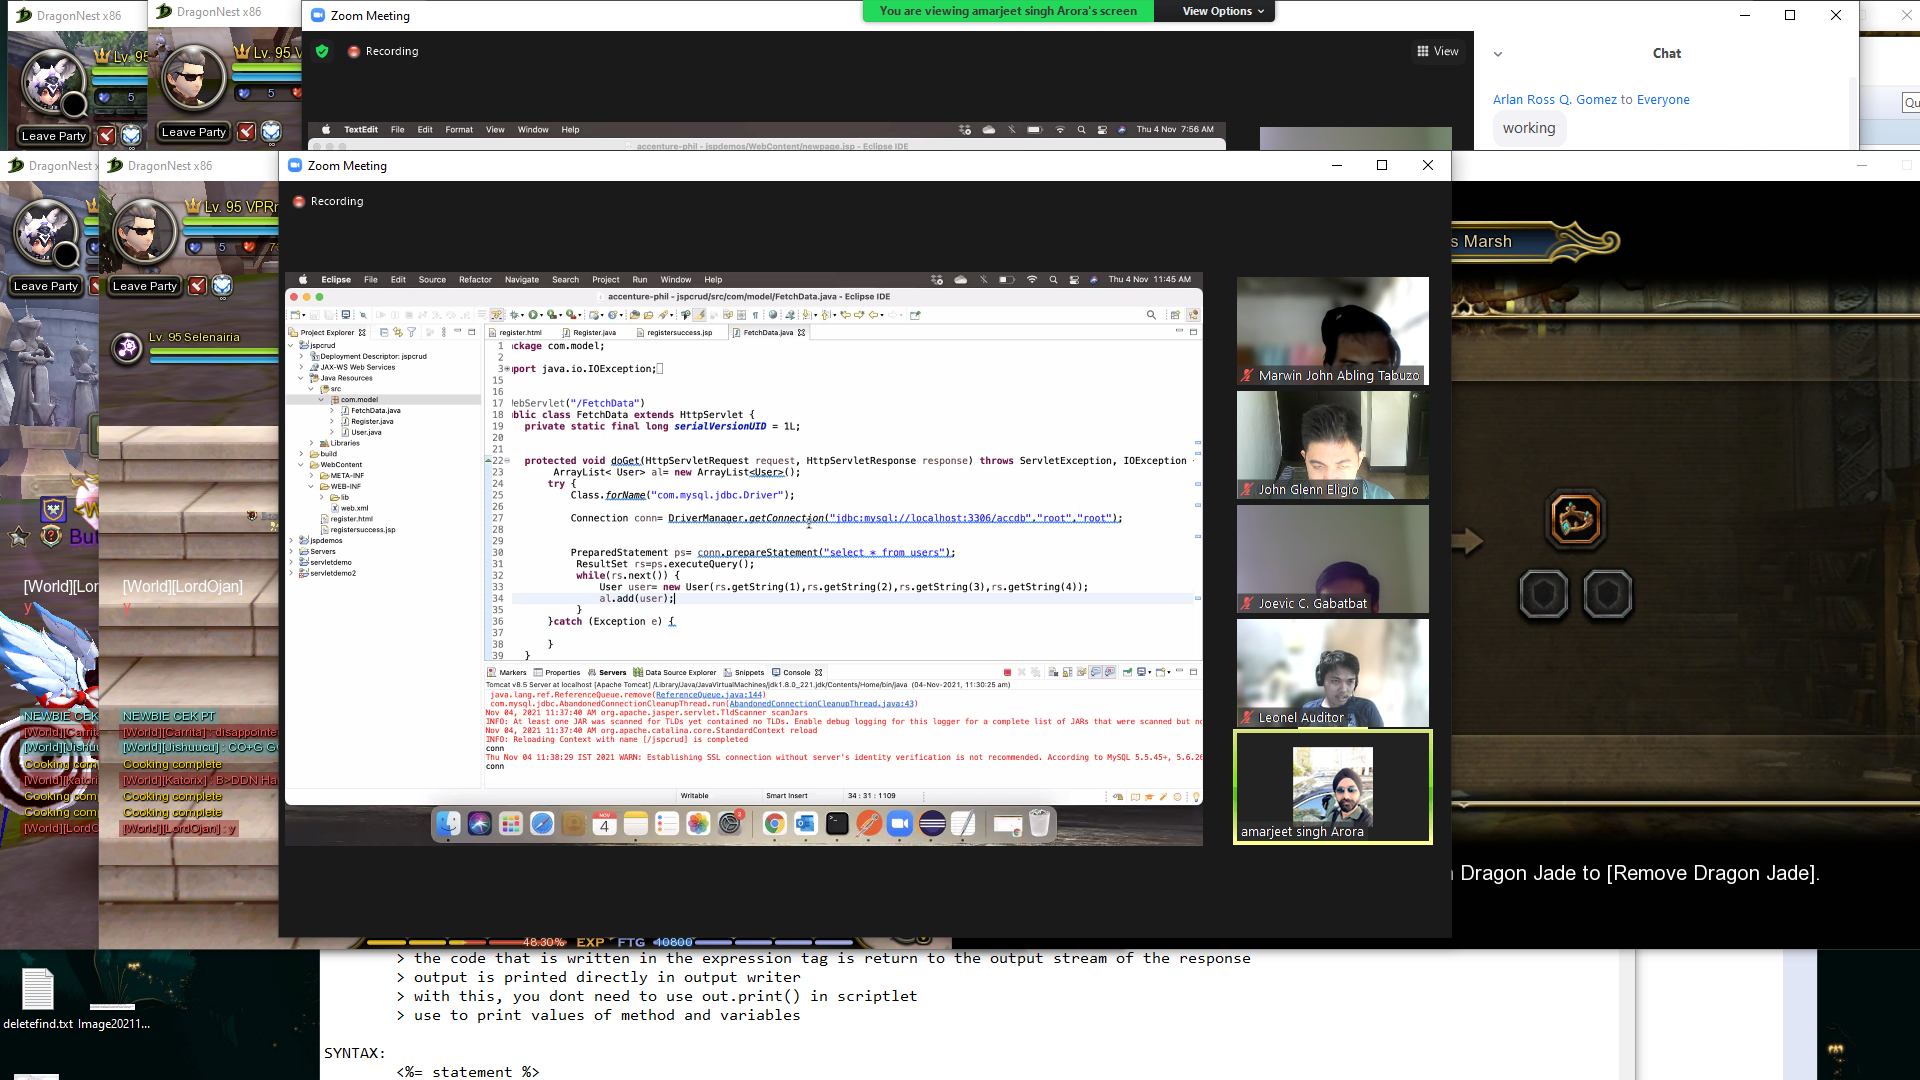 DragonNest x86
DragonNest x86
Zoom Meeting
You are viewing amarjeet singh Arora's screen
View Options
Lv. 95
Lv. 95 V
5
5
Leave Party
Leave Party
Recording
View
Chat
Arlan Ross Q. Gomez to Everyone
working
Qu
TextEdit File Edit Format View Window Help
Thu 4 Nov 7:56 AM
accenture-phil - jspdemos/WebContent/newpage.jsp - Eclipse IDE
DragonNest x
DragonNest x86
Zoom Meeting
Recording
Lv. 95 VPRr
5
Leave Party
Leave Party
Lv. 95 Selenairia
s Marsh
Eclipse File Edit Source Refactor Navigate Search Project Run Window Help
Thu 4 Nov 11:45 AM
accenture-phil - jspcrud/src/com/model/FetchData.java - Eclipse IDE
Project Explorer
register.html
Register.java
registersuccess.jsp
FetchData.java
jspcrud
Deployment Descriptor: jspcrud
JAX-WS Web Services
Java Resources
src
com.model
FetchData.java
Register.java
User.java
Libraries
build
WebContent
META-INF
WEB-INF
lib
web.xml
register.html
registersuccess.jsp
jspdemos
Servers
servletdemo
servletdemo2
1 ckage com.model;
2
3 port java.io.IOException;
15
16
17 WebServlet("/FetchData")
18 blic class FetchData extends HttpServlet {
19 private static final long serialVersionUID = 1L;
20
21
22 protected void doGet(HttpServletRequest request, HttpServletResponse response) throws ServletException, IOException
23 ArrayList< User> al= new ArrayList<User>();
24 try {
25 Class.forName("com.mysql.jdbc.Driver");
26
27 Connection conn= DriverManager.getConnection("jdbc:mysql://localhost:3306/accdb","root","root");
28
29
30 PreparedStatement ps= conn.prepareStatement("select * from users");
31 ResultSet rs=ps.executeQuery();
32 while(rs.next()) {
33 User user= new User(rs.getString(1),rs.getString(2),rs.getString(3),rs.getString(4));
34 al.add(user);
35 }
36 }catch (Exception e) {
37
38 }
39 }
Markers Properties Servers Data Source Explorer Snippets Console
Tomcat v8.5 Server at localhost [Apache Tomcat] /Library/Java/JavaVirtualMachines/jdk1.8.0_221.jdk/Contents/Home/bin/java (04-Nov-2021, 11:30:25 am)
java.lang.ref.ReferenceQueue.remove(ReferenceQueue.java:144)
com.mysql.jdbc.AbandonedConnectionCleanupThread.run(AbandonedConnectionCleanupThread.java:43)
Nov 04, 2021 11:37:40 AM org.apache.jasper.servlet.TldScanner scanJars
INFO: At least one JAR was scanned for TLDs yet contained no TLDs. Enable debug logging for this logger for a complete list of JARs that were scanned but no
Nov 04, 2021 11:37:40 AM org.apache.catalina.core.StandardContext reload
INFO: Reloading Context with name [/jspcrud] is completed
conn
Thu Nov 04 11:38:29 IST 2021 WARN: Establishing SSL connection without server's identity verification is not recommended. According to MySQL 5.5.45+, 5.6.26
conn
Writable
Smart Insert
34 : 31 : 1109
NOV
4
Marwin John Abling Tabuzo
John Glenn Eligio
Joevic C. Gabatbat
Leonel Auditor
amarjeet singh Arora
But
[World][Lor
y
[World][LordOjan]
y
NEWBIE CEK
[World][Carrita
[World][Jishuu
Cooking com
[World][Katori
Cooking com
Cooking com
[World][LordO
NEWBIE CEK PT
[World][Carrita] : disappointe
[World][Jishuucu] : CO+G G
Cooking complete
[World][Katorix] : B>DDN Ha
Cooking complete
Cooking complete
[World][LordOjan] : y
Dragon Jade to [Remove Dragon Jade].
48.30% EXP FTG 10800
> the code that is written in the expression tag is return to the output stream of the response
> output is printed directly in output writer
> with this, you dont need to use out.print() in scriptlet
> use to print values of method and variables
SYNTAX:
<%= statement %>
deletefind.txt
Image20211...